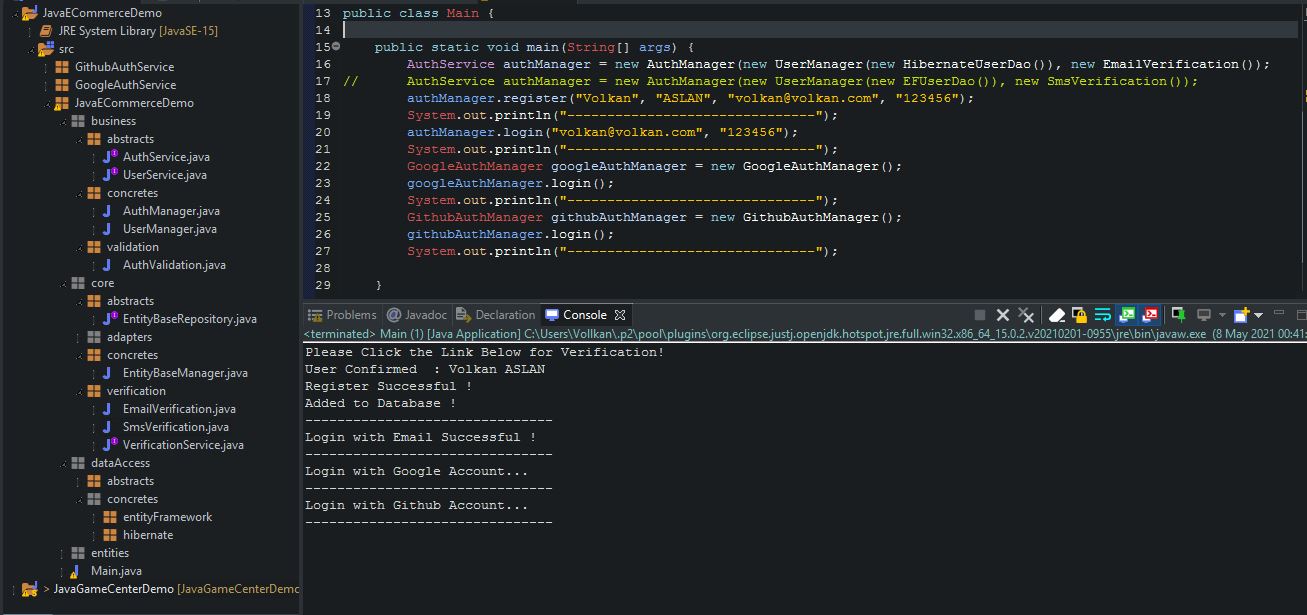 JavaECommerceDemo
JRE System Library [JavaSE-15]
src
GithubAuthService
GoogleAuthService
JavaECommerceDemo
business
abstracts
AuthService.java
UserService.java
concretes
AuthManager.java
UserManager.java
validation
AuthValidation.java
core
abstracts
EntityBaseRepository.java
adapters
concretes
EntityBaseManager.java
verification
EmailVerification.java
SmsVerification.java
VerificationService.java
dataAccess
abstracts
concretes
entityFramework
hibernate
entities
Main.java
> JavaGameCenterDemo [JavaGameCenterDemo
13 public class Main {
14
15 public static void main(String[] args) {
16 AuthService authManager = new AuthManager(new UserManager(new HibernateUserDao()), new EmailVerification());
17 // AuthService authManager = new AuthManager(new UserManager(new EFUserDao()), new SmsVerification());
18 authManager.register("Volkan", "ASLAN", "volkan@volkan.com", "123456");
19 System.out.println("-------------------------------");
20 authManager.login("volkan@volkan.com", "123456");
21 System.out.println("-------------------------------");
22 GoogleAuthManager googleAuthManager = new GoogleAuthManager();
23 googleAuthManager.login();
24 System.out.println("-------------------------------");
25 GithubAuthManager githubAuthManager = new GithubAuthManager();
26 githubAuthManager.login();
27 System.out.println("-------------------------------");
28
29 }
Problems @ Javadoc Declaration Console
<terminated> Main (1) [Java Application] C:\Users\Vollkan\.p2\pool\plugins\org.eclipse.justj.openjdk.hotspot.jre.full.win32.x86_64_15.0.2.v20210201-0955\jre\bin\javaw.exe (8 May 2021 00:41:
Please Click the Link Below for Verification!
User Confirmed  : Volkan ASLAN
Register Successful !
Added to Database !
-------------------------------
Login with Email Successful !
-------------------------------
Login with Google Account...
-------------------------------
Login with Github Account...
-------------------------------